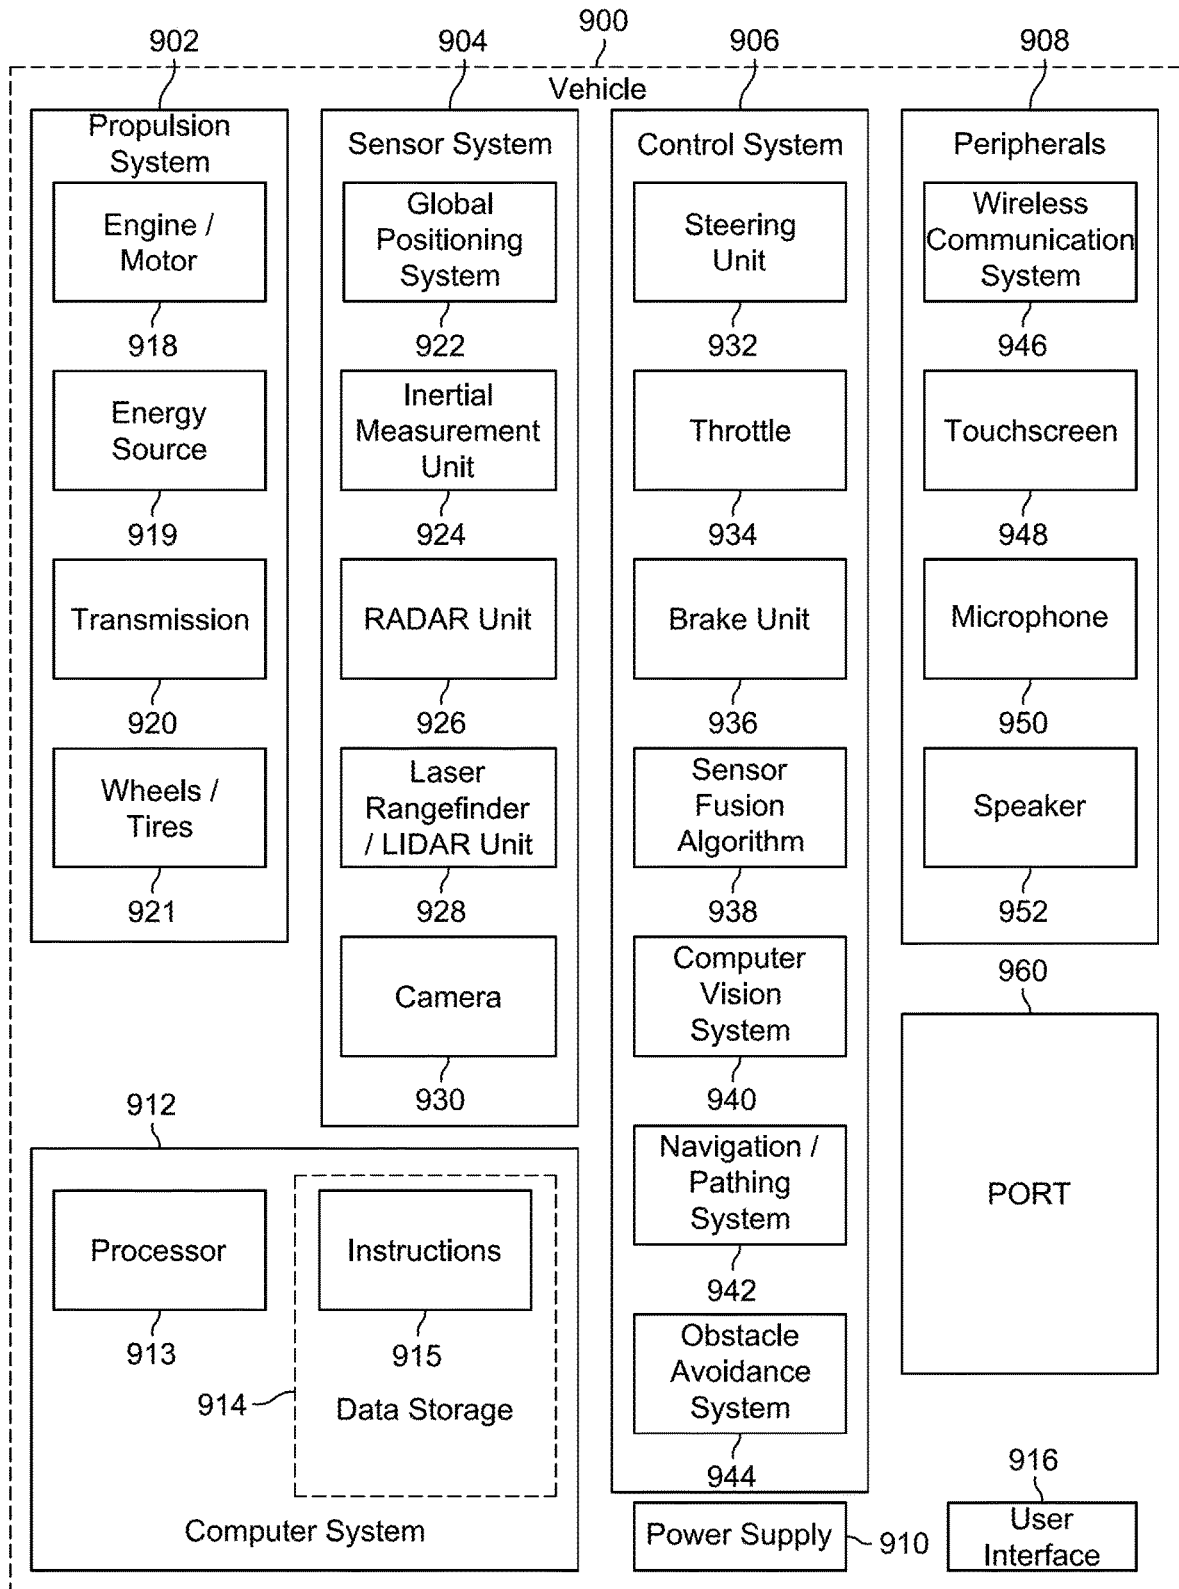 900
902
904
906
908
Vehicle
Propulsion
System
Engine /
Motor
918
Energy
Source
919
Transmission
920
Wheels /
Tires
921
Sensor System
Global
Positioning
System
922
Inertial
Measurement
Unit
924
RADAR Unit
926
Laser
Rangefinder
/ LIDAR Unit
928
Camera
930
Control System
Steering
Unit
932
Throttle
934
Brake Unit
936
Sensor
Fusion
Algorithm
938
Computer
Vision
System
940
Navigation /
Pathing
System
942
Obstacle
Avoidance
System
944
Peripherals
Wireless
Communication
System
946
Touchscreen
948
Microphone
950
Speaker
952
960
PORT
912
Processor
913
Instructions
915
914
Data Storage
Computer System
Power Supply
910
916
User
Interface